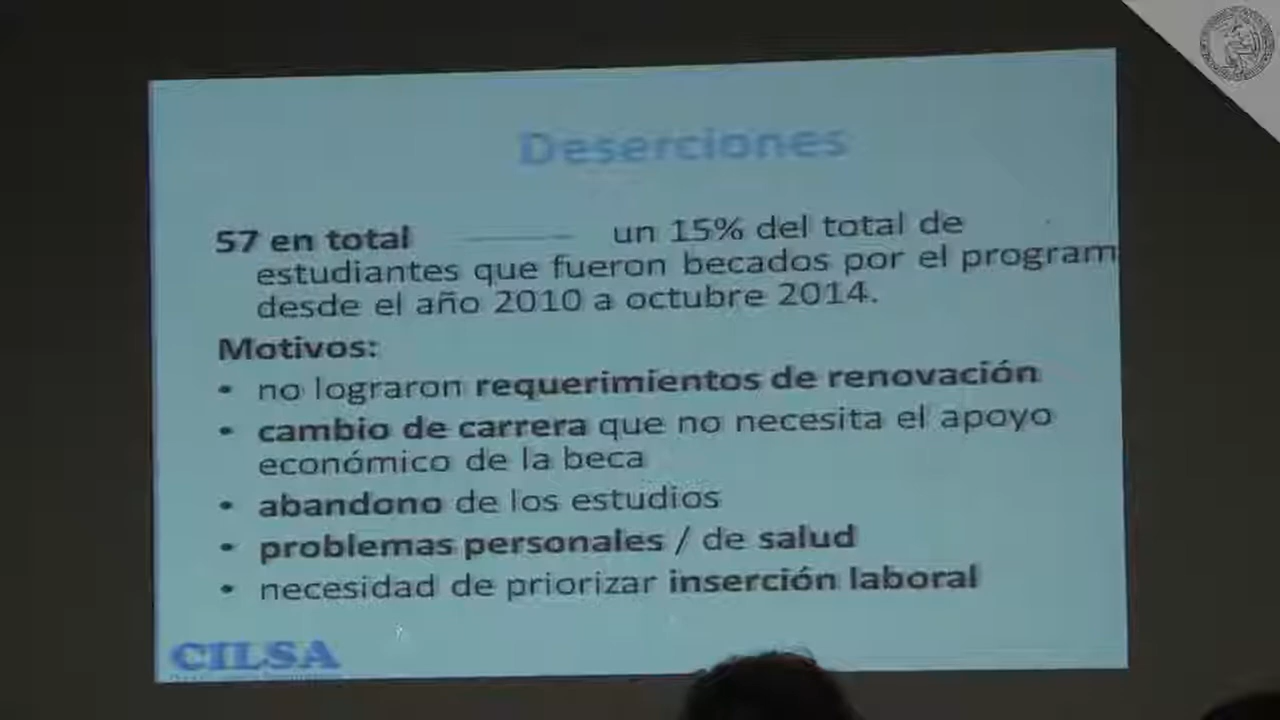 Deserciones
57 en total un 15% del total de
estudiantes que fueron becados por el program
desde el año 2010 a octubre 2014.
Motivos:
• no lograron requerimientos de renovación
• cambio de carrera que no necesita el apoyo
económico de la beca
• abandono de los estudios
• problemas personales / de salud
• necesidad de priorizar inserción laboral
CILSA